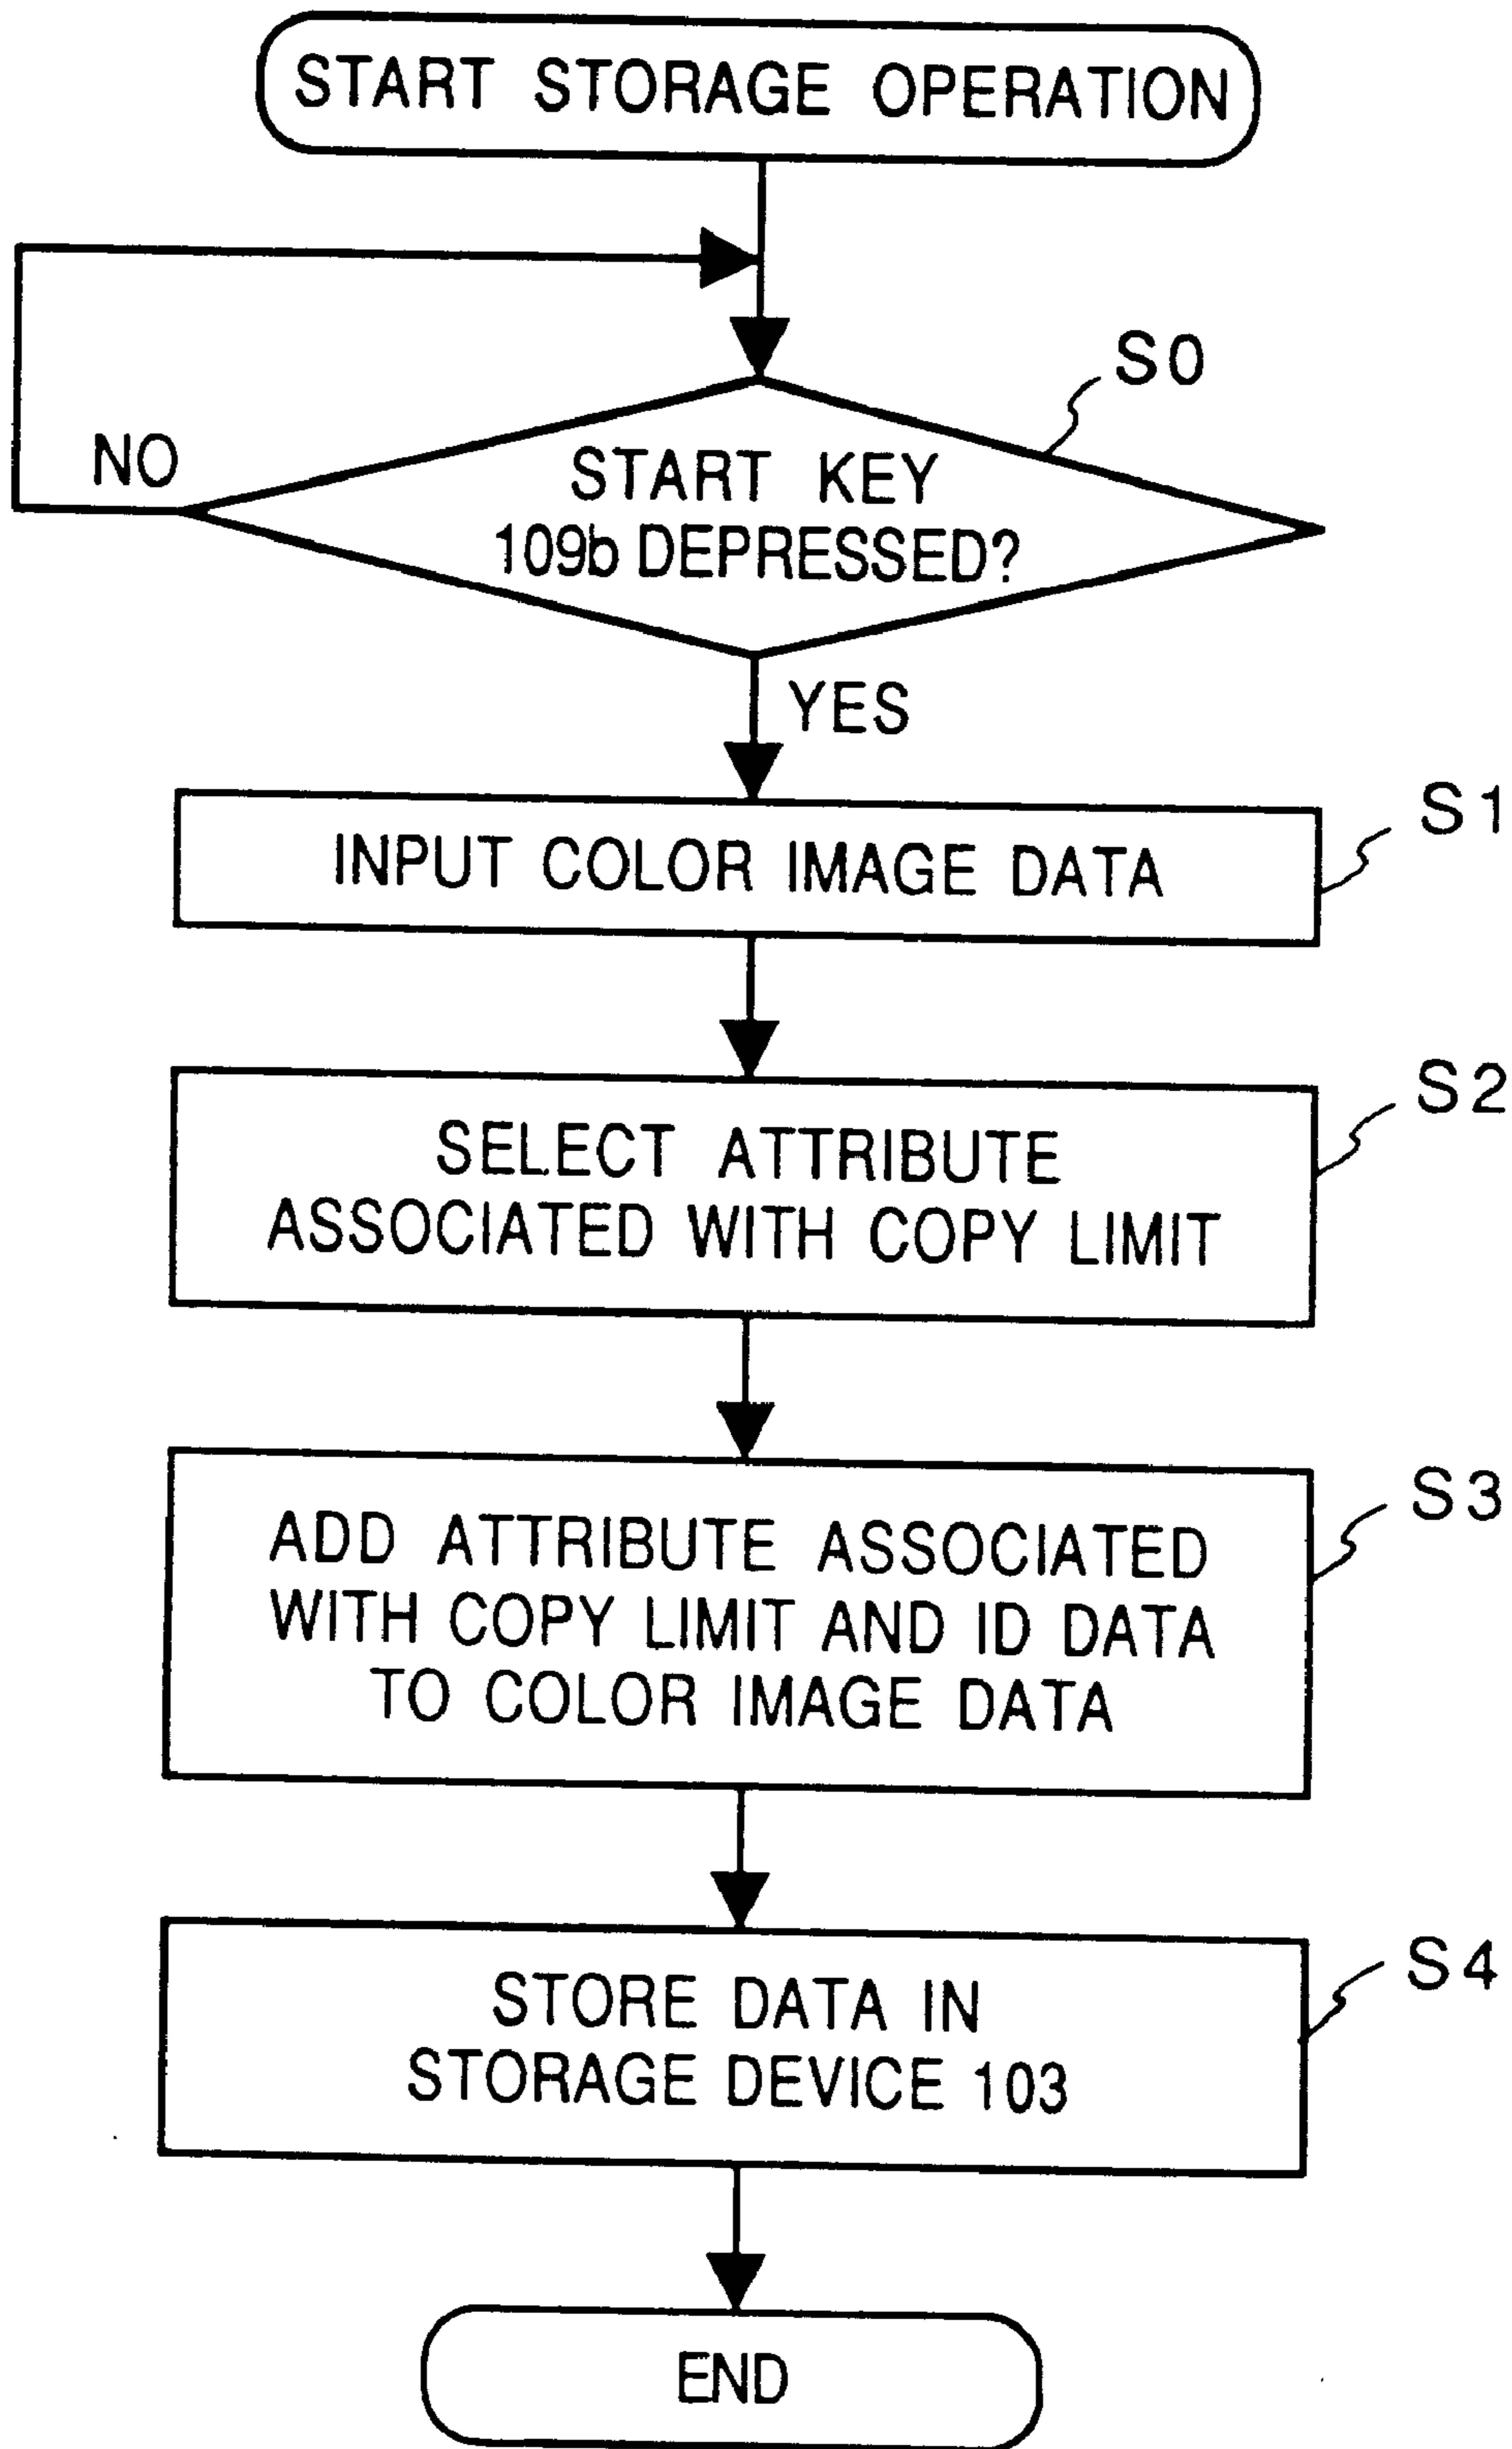 START STORAGE OPERATION
S0
NO
START KEY
109b DEPRESSED?
YES
S1
INPUT COLOR IMAGE DATA
S2
SELECT ATTRIBUTE
ASSOCIATED WITH COPY LIMIT
S3
ADD ATTRIBUTE ASSOCIATED
WITH COPY LIMIT AND ID DATA
TO COLOR IMAGE DATA
S4
STORE DATA IN
STORAGE DEVICE 103
END